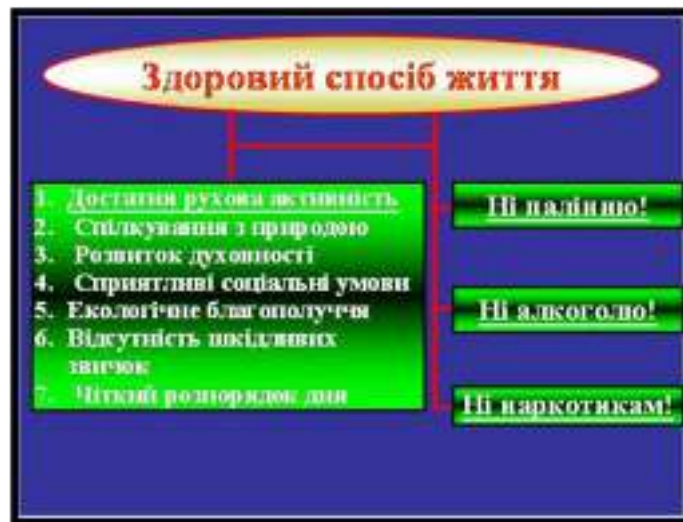 Здоровий спосіб життя
1. Достатня рухова активність
2. Спілкування з природою
3. Розвиток духовності
4. Сприятливі соціальні умови
5. Екологічне благополуччя
6. Відсутність шкідливих
звичок
7. Чіткий розпорядок дня
Ні палінню!
Ні алкоголю!
Ні наркотикам!